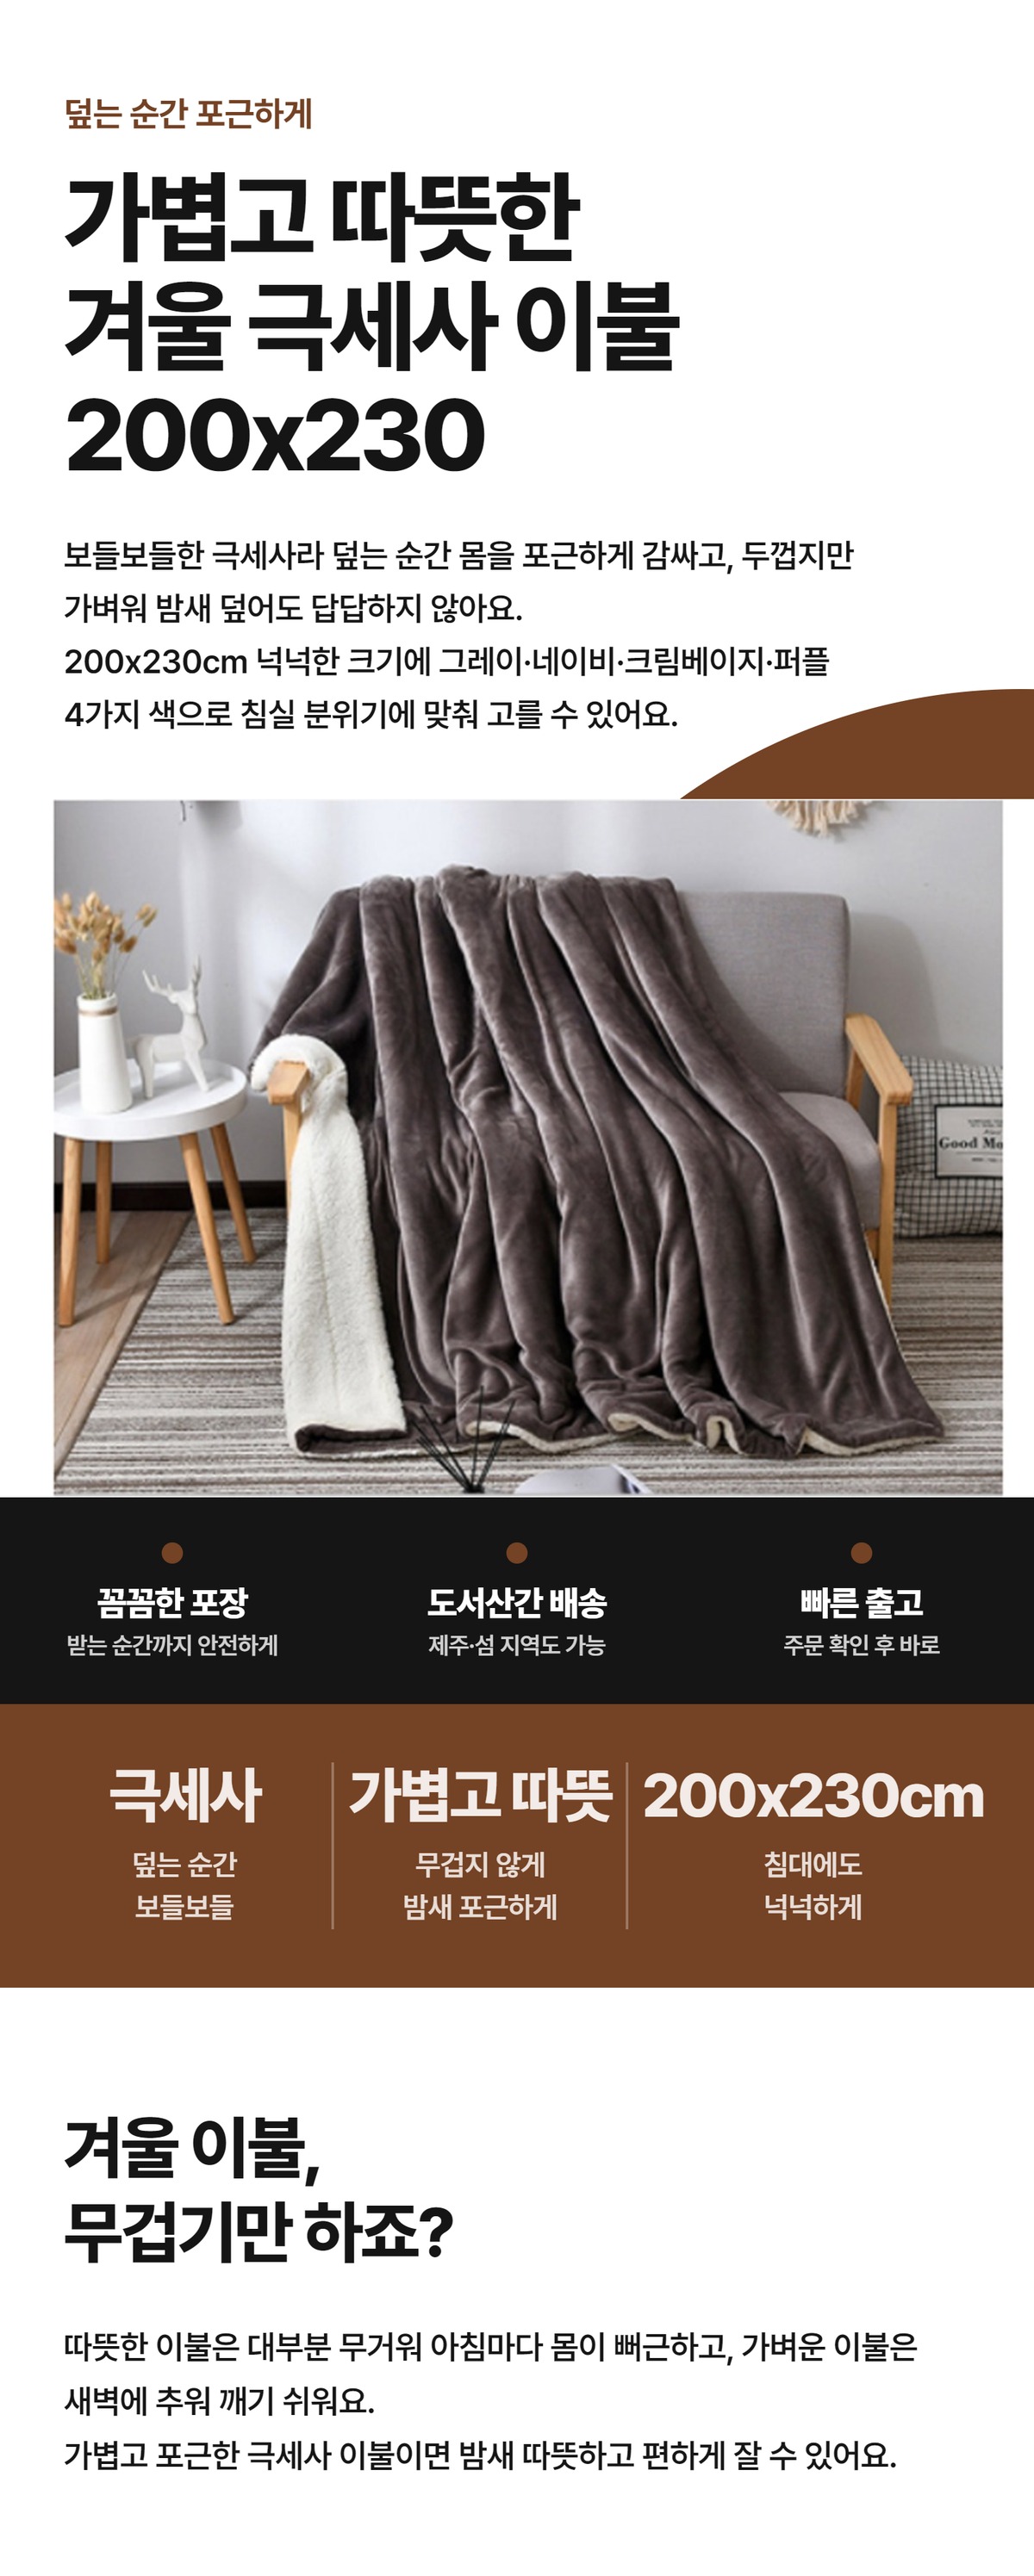 덮는 순간 포근하게
가볍고 따뜻한
겨울 극세사 이불
200x230
보들보들한 극세사라 덮는 순간 몸을 포근하게 감싸고, 두껍지만
가벼워 밤새 덮어도 답답하지 않아요.
200x230cm 넉넉한 크기에 그레이·네이비·크림베이지·퍼플
4가지 색으로 침실 분위기에 맞춰 고를 수 있어요.
Good Mo
꼼꼼한 포장
받는 순간까지 안전하게
도서산간 배송
제주·섬 지역도 가능
빠른 출고
주문 확인 후 바로
극세사
덮는 순간
보들보들
가볍고 따뜻
무겁지 않게
밤새 포근하게
200x230cm
침대에도
넉넉하게
겨울 이불,
무겁기만 하죠?
따뜻한 이불은 대부분 무거워 아침마다 몸이 뻐근하고, 가벼운 이불은
새벽에 추워 깨기 쉬워요.
가볍고 포근한 극세사 이불이면 밤새 따뜻하고 편하게 잘 수 있어요.